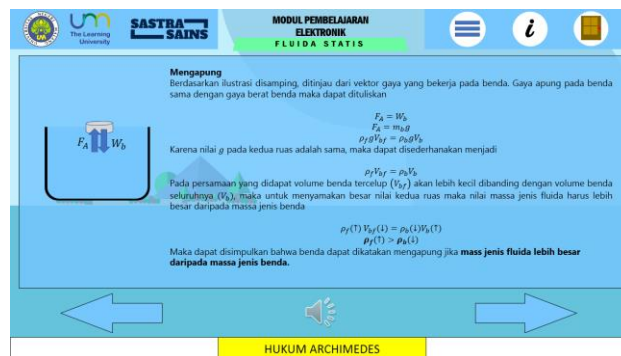 um
The Learning
University
SASTRA
SAINS
MODUL PEMBELAJARAN
ELEKTRONIK
FLUIDA STATIS
i
Mengapung
Berdasarkan ilustrasi disamping, ditinjau dari vektor gaya yang bekerja pada benda. Gaya apung pada benda
sama dengan gaya berat benda maka dapat dituliskan
F_A = W_b
F_A = m_b g
ρ_f g V_bf = ρ_b g V_b
F_A W_b
Karena nilai g pada kedua ruas adalah sama, maka dapat disederhanakan menjadi
ρ_f V_bf = ρ_b V_b
Pada persamaan yang didapat volume benda tercelup (V_bf) akan lebih kecil dibanding dengan volume benda
seluruhnya (V_b), maka untuk menyamakan besar nilai kedua ruas maka nilai massa jenis fluida harus lebih
besar daripada massa jenis benda
ρ_f(↑) V_bf(↓) = ρ_b(↓)V_b(↑)
ρ_f(↑) > ρ_b(↓)
Maka dapat disimpulkan bahwa benda dapat dikatakan mengapung jika mass jenis fluida lebih besar
daripada massa jenis benda.
HUKUM ARCHIMEDES